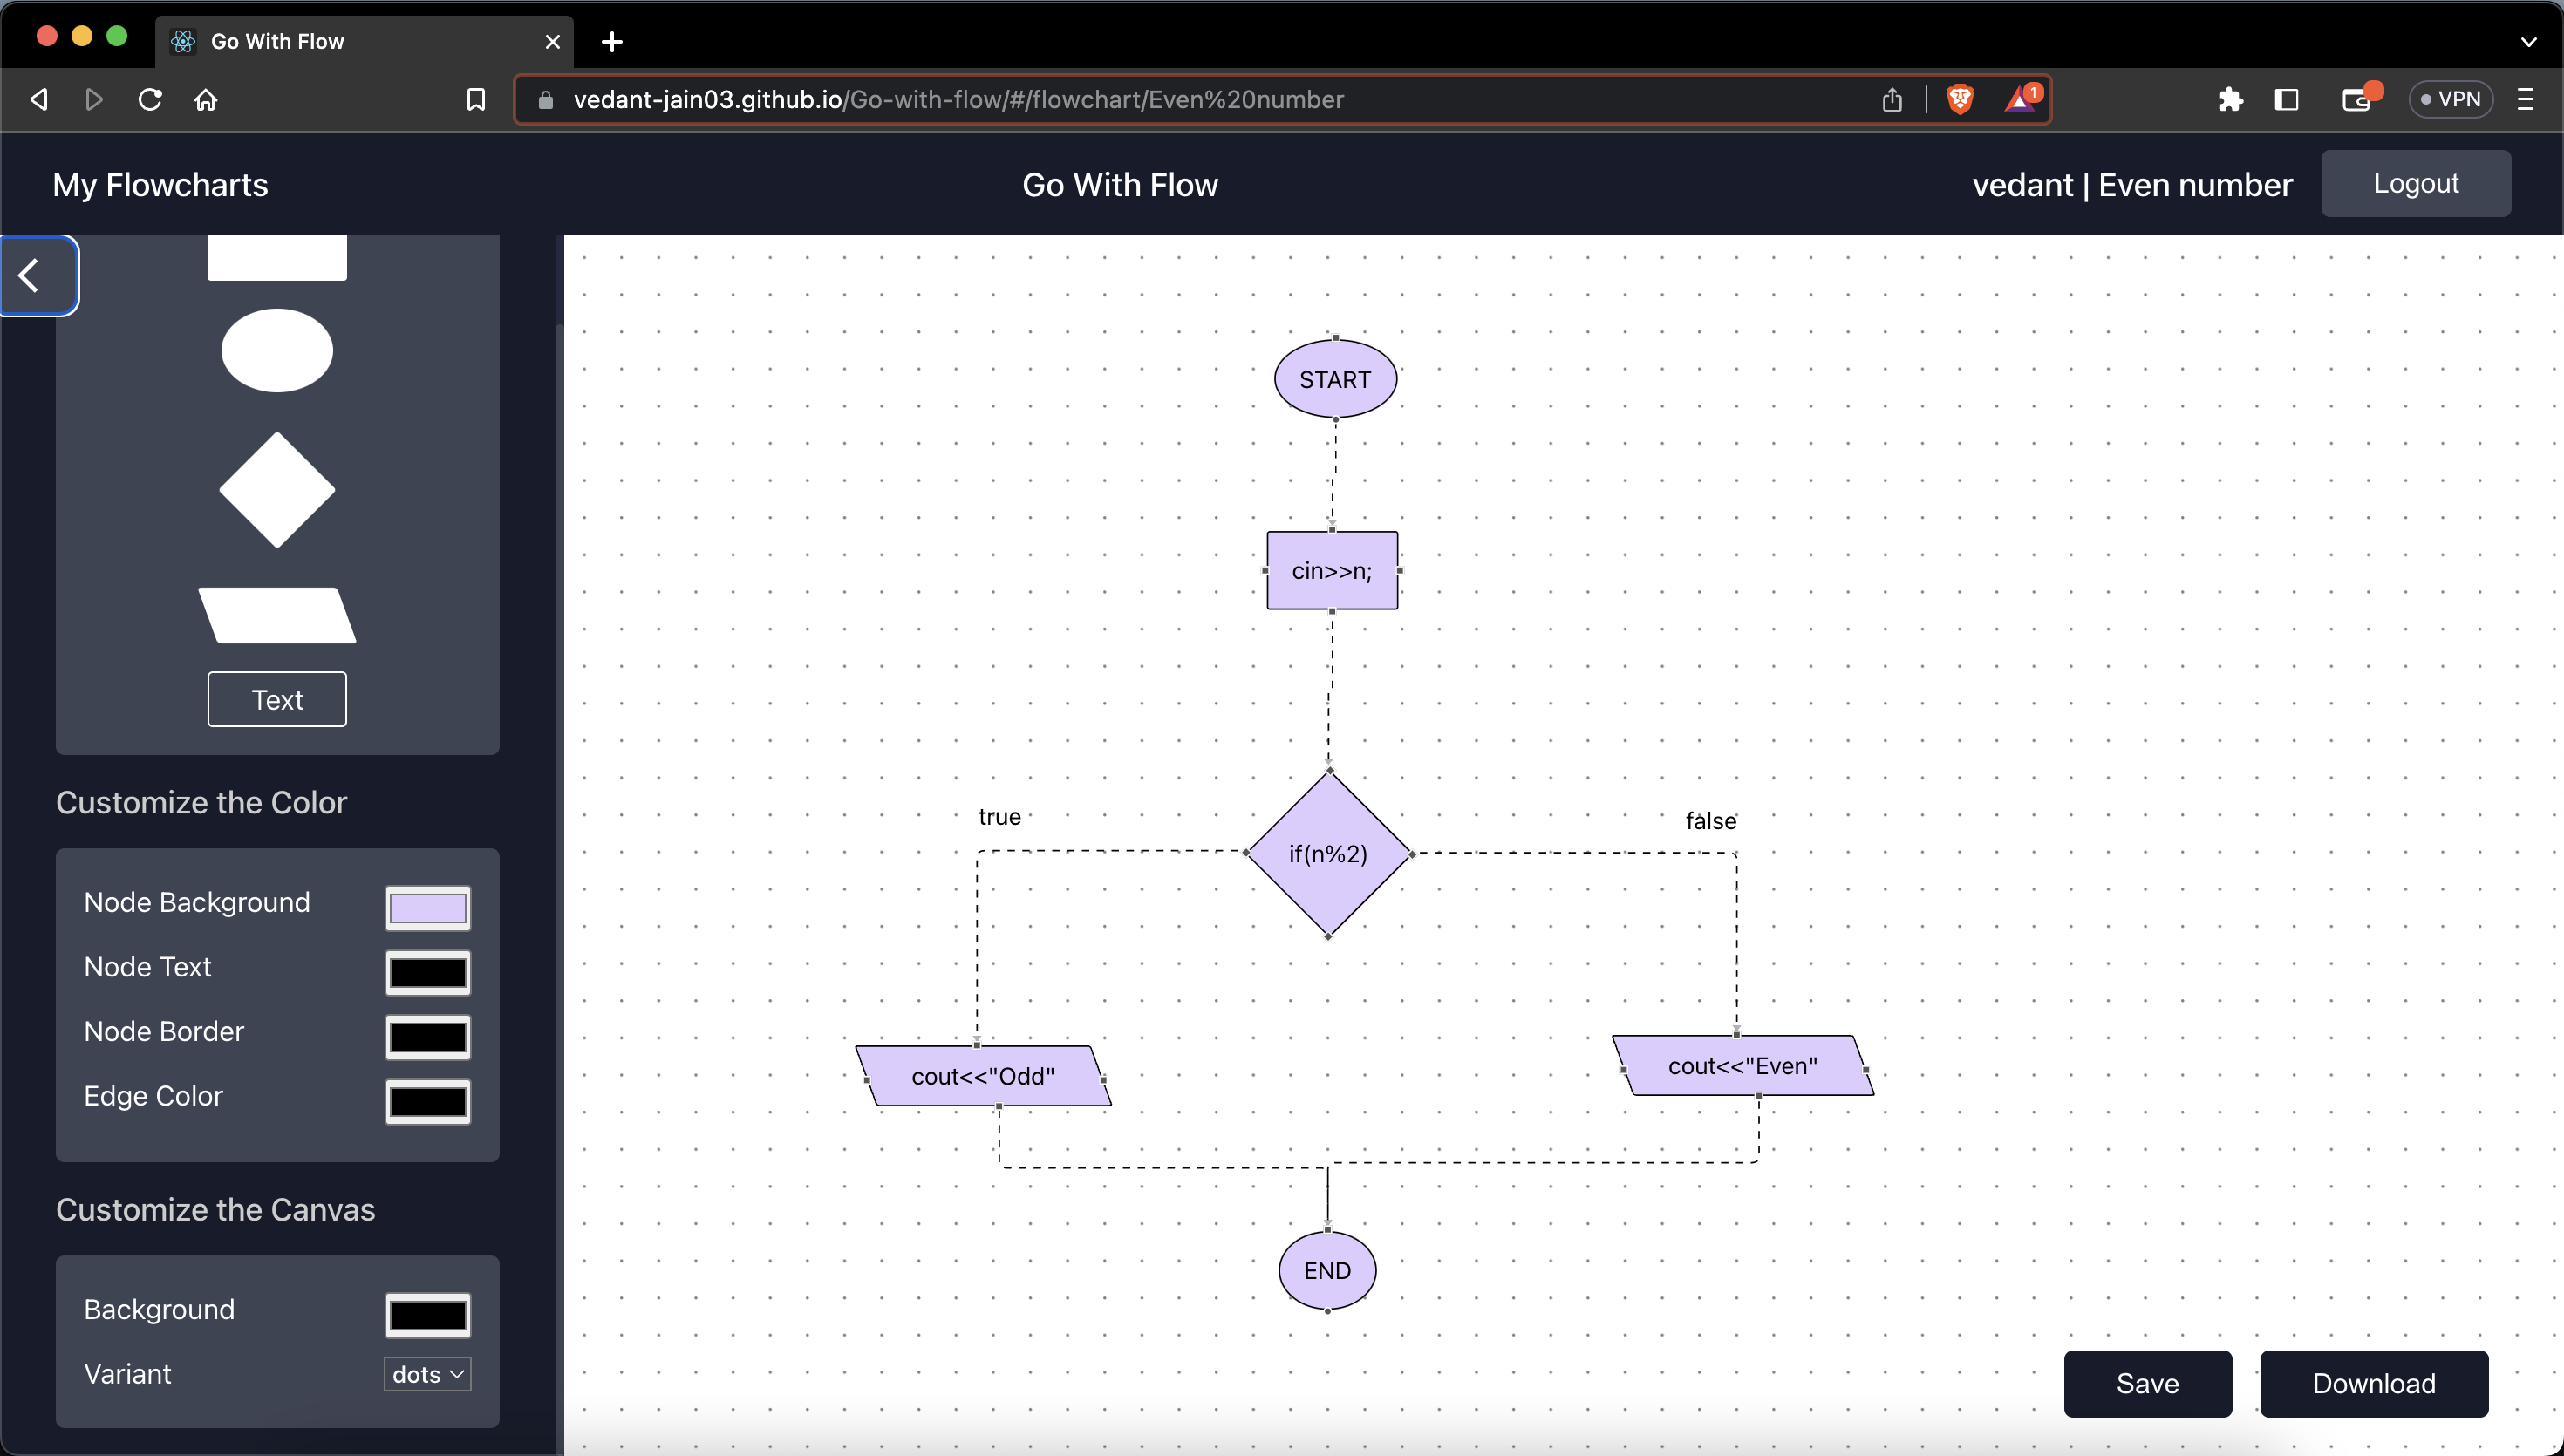 Go With Flow
vedant-jain03.github.io/Go-with-flow/#/flowchart/Even%20number
1
VPN
My Flowcharts
Go With Flow
vedant | Even number
Logout
Text
Customize the Color
Node Background
Node Text
Node Border
Edge Color
Customize the Canvas
Background
Variant
dots
START
cin>>n;
true
false
if(n%2)
cout<<"Odd"
cout<<"Even"
END
Save
Download